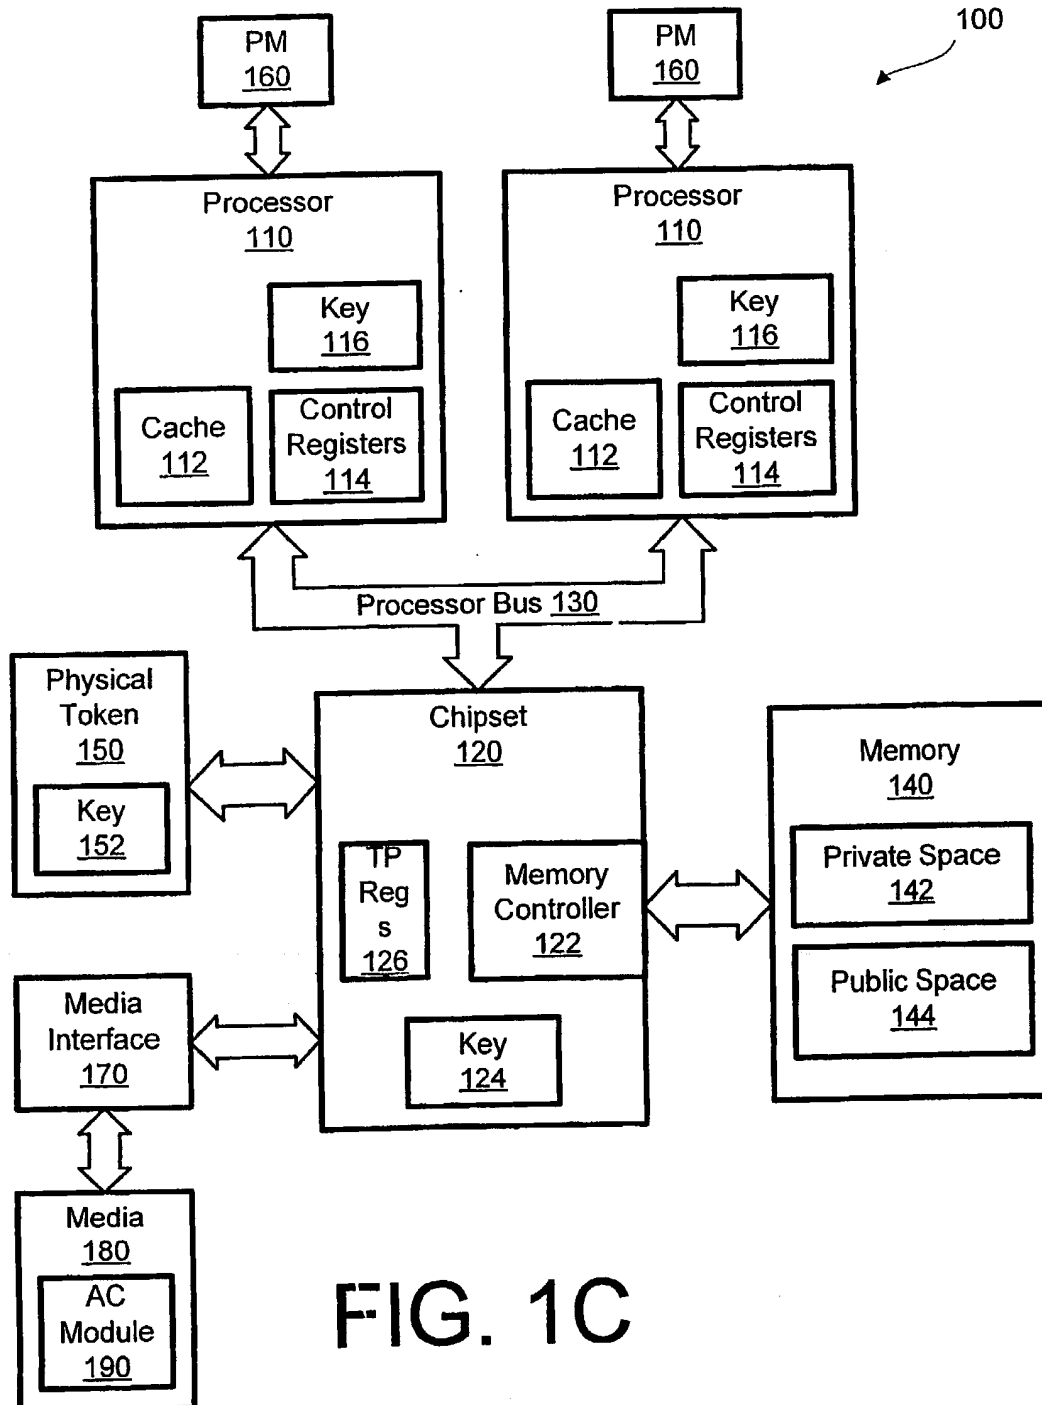 100
PM
160
PM
160
Processor
110
Key
116
Cache
112
Control
Registers
114
Processor
110
Key
116
Cache
112
Control
Registers
114
Processor Bus 130
Physical
Token
150
Key
152
Chipset
120
TP
Reg
s
126
Memory
Controller
122
Key
124
Memory
140
Private Space
142
Public Space
144
Media
Interface
170
Media
180
AC
Module
190
FIG. 1C